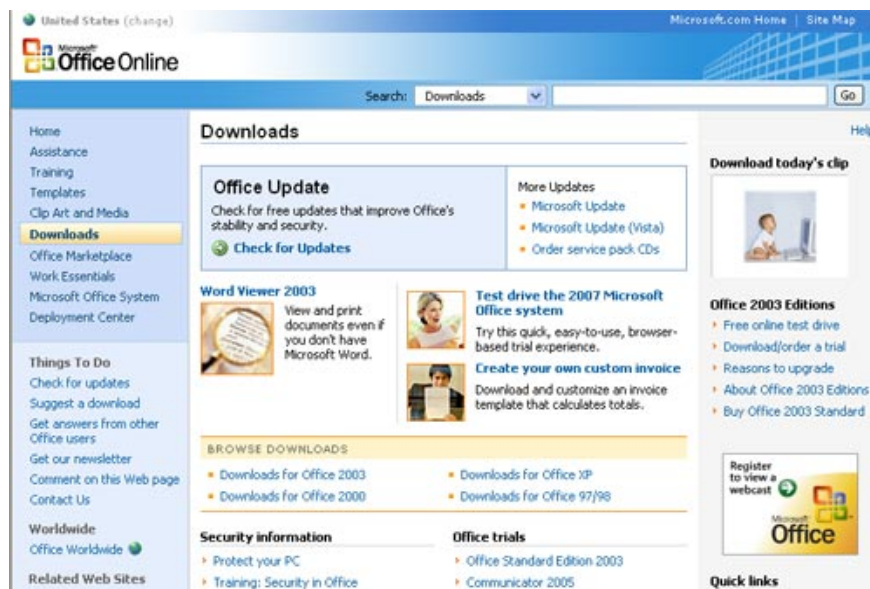 United States (change)
Microsoft.com Home | Site Map
Microsoft
Office Online
Search: Downloads
Go
Home
Assistance
Training
Templates
Clip Art and Media
Downloads
Office Marketplace
Work Essentials
Microsoft Office System
Deployment Center
Things To Do
Check for updates
Suggest a download
Get answers from other
Office users
Get our newsletter
Comment on this Web page
Contact Us
Worldwide
Office Worldwide
Related Web Sites
Downloads
Office Update
Check for free updates that improve Office's
stability and security.
Check for Updates
More Updates
Microsoft Update
Microsoft Update (Vista)
Order service pack CDs
Word Viewer 2003
View and print
documents even if
you don't have
Microsoft Word.
Test drive the 2007 Microsoft
Office system
Try this quick, easy-to-use, browser-
based trial experience.
Create your own custom invoice
Download and customize an invoice
template that calculates totals.
BROWSE DOWNLOADS
Downloads for Office 2003
Downloads for Office XP
Downloads for Office 2000
Downloads for Office 97/98
Security information
Protect your PC
Training: Security in Office
Office trials
Office Standard Edition 2003
Communicator 2005
Help
Download today's clip
Office 2003 Editions
Free online test drive
Download/order a trial
Reasons to upgrade
About Office 2003 Editions
Buy Office 2003 Standard
Register
to view a
webcast
Microsoft
Office
Quick links